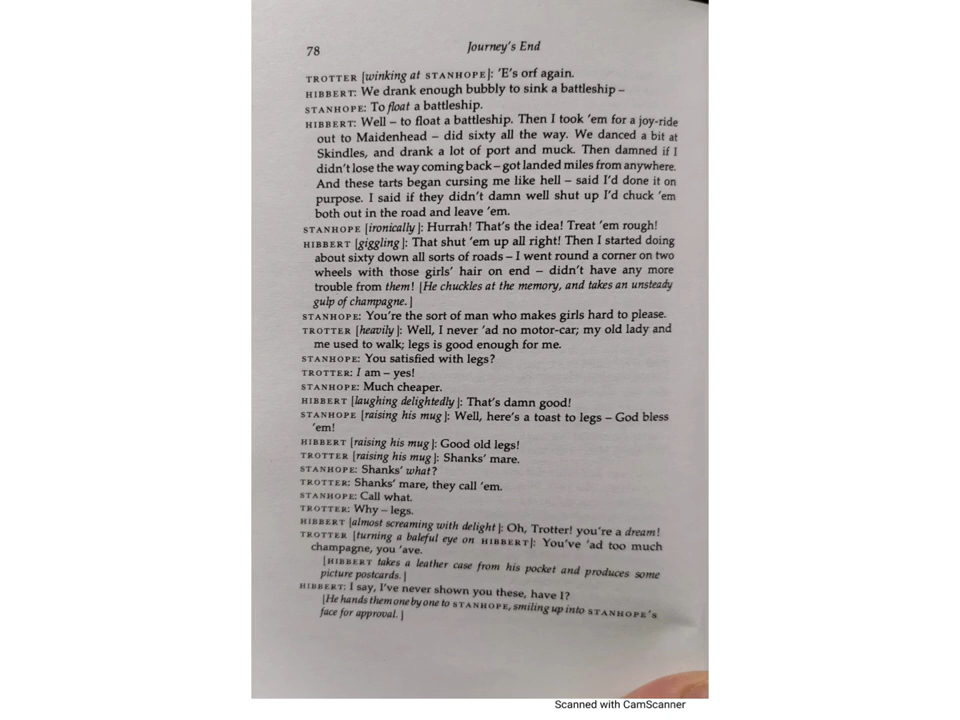 78
Journey's End
TROTTER [winking at STANHOPE]: 'E's orf again.
HIBBERT: We drank enough bubbly to sink a battleship –
STANHOPE: To float a battleship.
HIBBERT: Well – to float a battleship. Then I took 'em for a joy-ride
out to Maidenhead – did sixty all the way. We danced a bit at
Skindles, and drank a lot of port and muck. Then damned if I
didn't lose the way coming back – got landed miles from anywhere.
And these tarts began cursing me like hell – said I'd done it on
purpose. I said if they didn't damn well shut up I'd chuck 'em
both out in the road and leave 'em.
STANHOPE [ironically]: Hurrah! That's the idea! Treat 'em rough!
HIBBERT [giggling]: That shut 'em up all right! Then I started doing
about sixty down all sorts of roads – I went round a corner on two
wheels with those girls' hair on end – didn't have any more
trouble from them! [He chuckles at the memory, and takes an unsteady
gulp of champagne.]
STANHOPE: You're the sort of man who makes girls hard to please.
TROTTER [heavily]: Well, I never 'ad no motor-car; my old lady and
me used to walk; legs is good enough for me.
STANHOPE: You satisfied with legs?
TROTTER: I am – yes!
STANHOPE: Much cheaper.
HIBBERT [laughing delightedly]: That's damn good!
STANHOPE [raising his mug]: Well, here's a toast to legs – God bless
'em!
HIBBERT [raising his mug]: Good old legs!
TROTTER [raising his mug]: Shanks' mare.
STANHOPE: Shanks' what?
TROTTER: Shanks' mare, they call 'em.
STANHOPE: Call what.
TROTTER: Why – legs.
HIBBERT [almost screaming with delight]: Oh, Trotter! you're a dream!
TROTTER [turning a baleful eye on HIBBERT]: You've 'ad too much
champagne, you 'ave.
[HIBBERT takes a leather case from his pocket and produces some
picture postcards.]
HIBBERT: I say, I've never shown you these, have I?
[He hands them one by one to STANHOPE, smiling up into STANHOPE'S
face for approval.]
Scanned with CamScanner